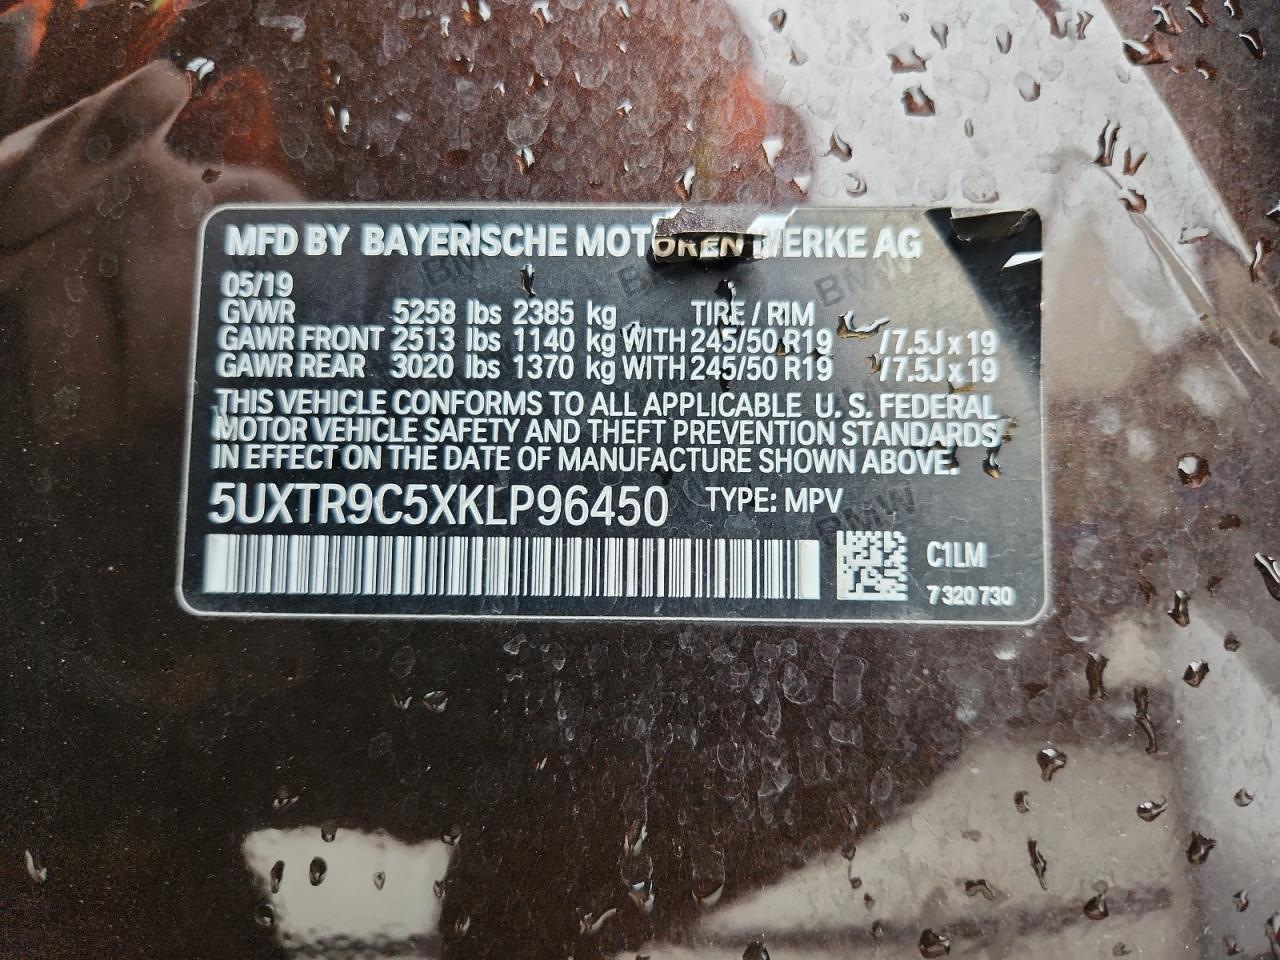 MFD BY BAYERISCHE MOTOREN WERKE AG
05/19
GVWR 5258 lbs 2385 kg TIRE / RIM
GAWR FRONT 2513 lbs 1140 kg WITH 245/50 R19 / 7.5J x 19
GAWR REAR 3020 lbs 1370 kg WITH 245/50 R19 / 7.5J x 19
THIS VEHICLE CONFORMS TO ALL APPLICABLE U. S. FEDERAL
MOTOR VEHICLE SAFETY AND THEFT PREVENTION STANDARDS
IN EFFECT ON THE DATE OF MANUFACTURE SHOWN ABOVE.
5UXTR9C5XKLP96450 TYPE: MPV
C1LM
7 320 730
BMW
BMW
BMW